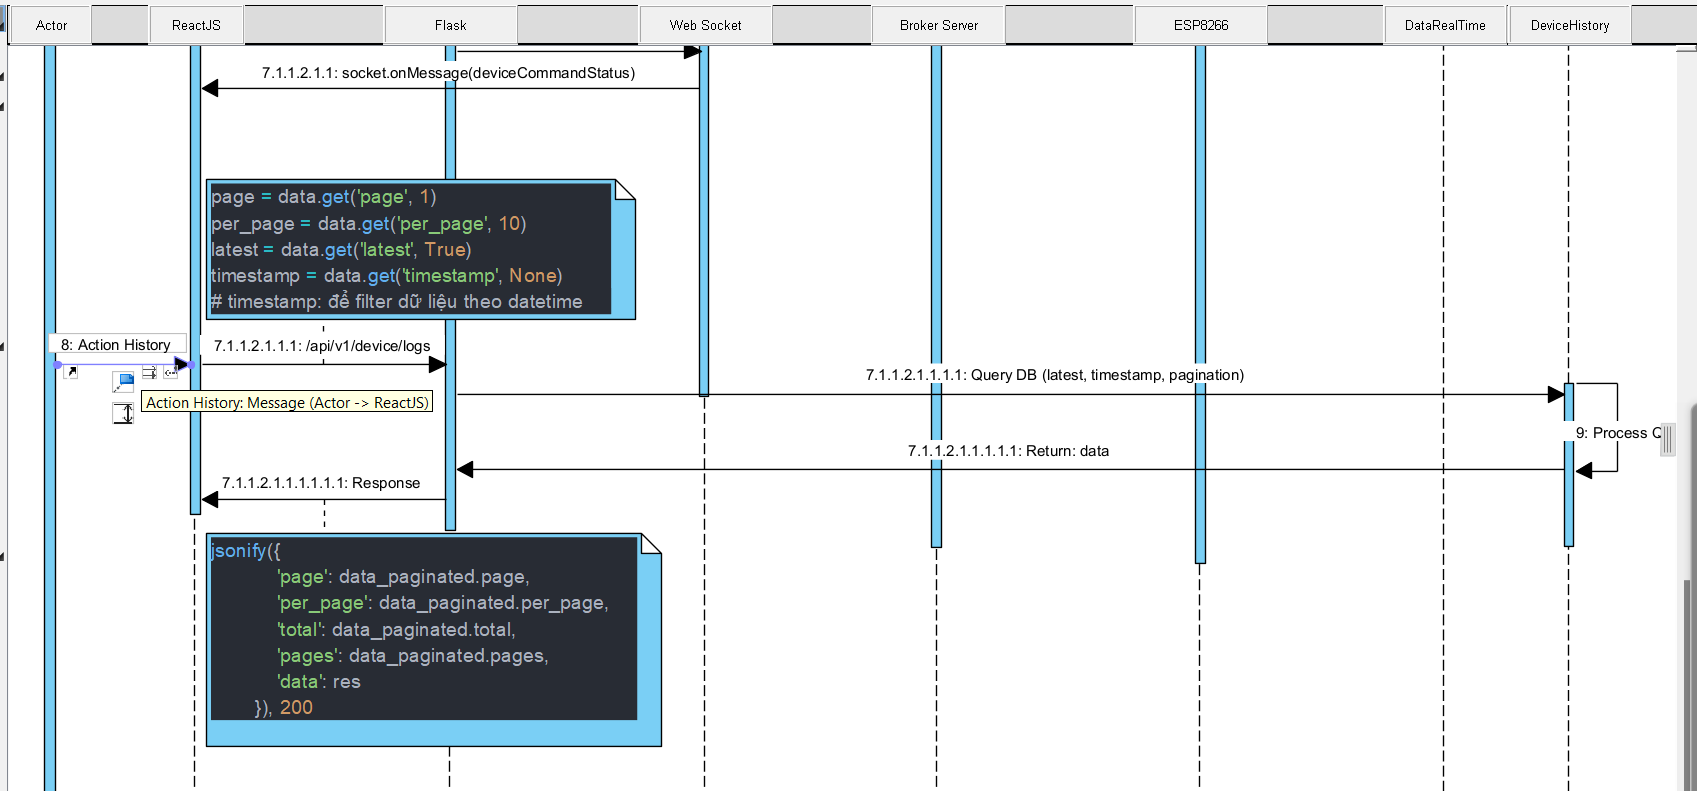 Actor
ReactJS
Flask
Web Socket
Broker Server
ESP8266
DataRealTime
DeviceHistory
7.1.1.2.1.1: socket.onMessage(deviceCommandStatus)
page = data.get('page', 1)
per_page = data.get('per_page', 10)
latest = data.get('latest', True)
timestamp = data.get('timestamp', None)
# timestamp: để filter dữ liệu theo datetime
8: Action History
7.1.1.2.1.1.1: /api/v1/device/logs
7.1.1.2.1.1.1.1: Query DB (latest, timestamp, pagination)
Action History: Message (Actor -> ReactJS)
9: Process
7.1.1.2.1.1.1.1.1: Return: data
7.1.1.2.1.1.1.1.1.1: Response
jsonify({
'page': data_paginated.page,
'per_page': data_paginated.per_page,
'total': data_paginated.total,
'pages': data_paginated.pages,
'data': res
}), 200